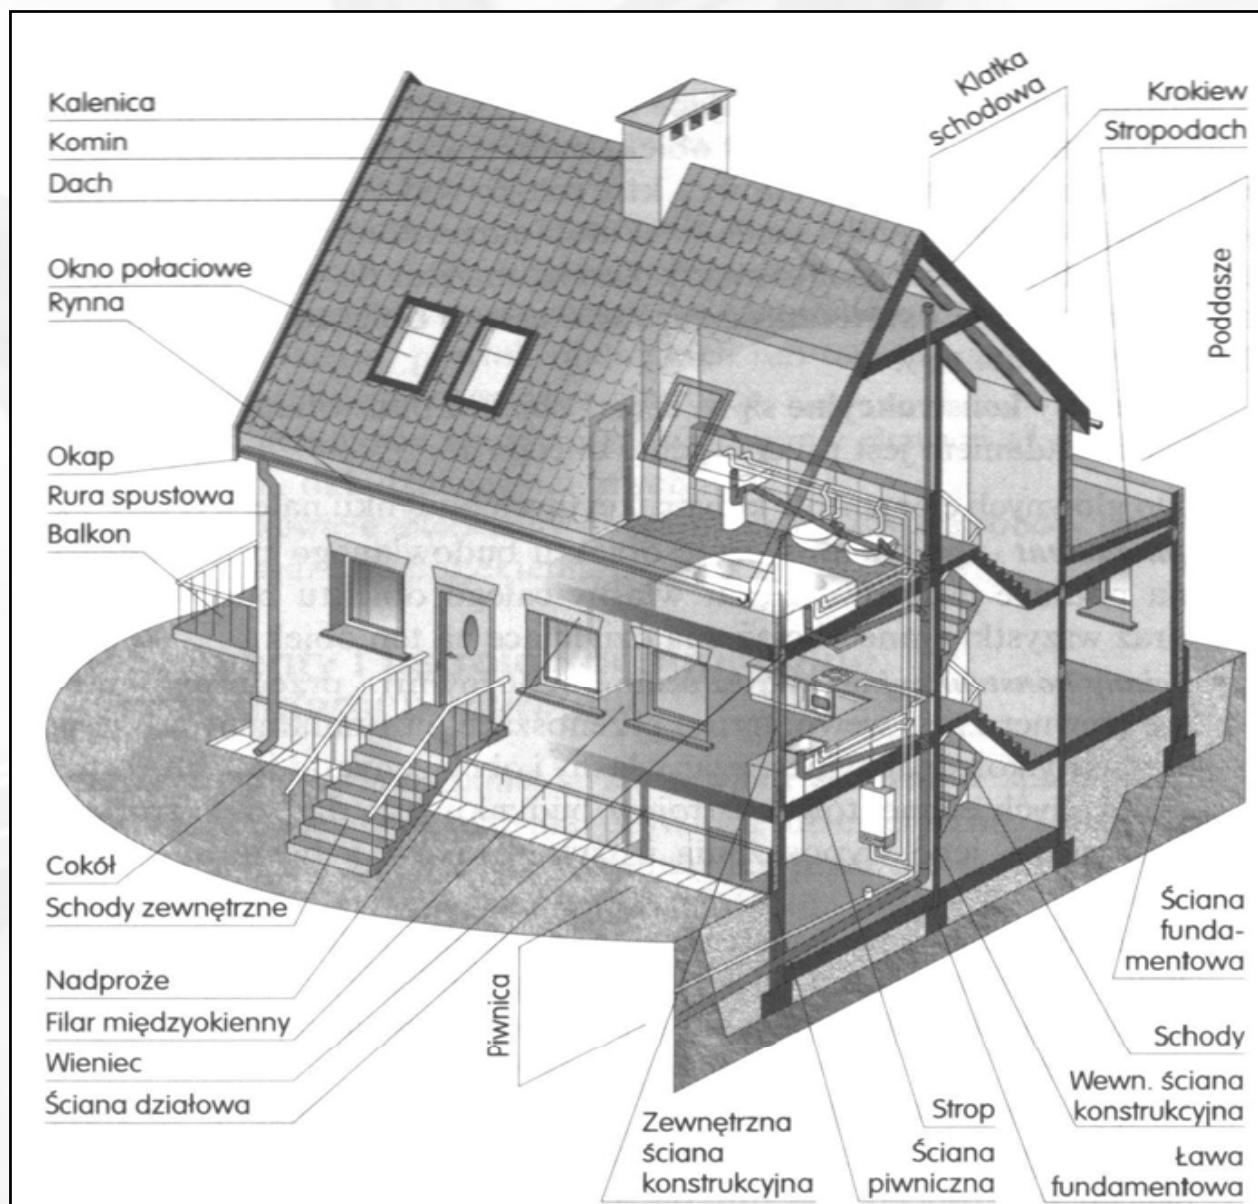 Kalenica
Komin
Dach
Okno połaciowe
Rynna
Okap
Rura spustowa
Balkon
Cokół
Schody zewnętrzne
Nadproże
Filar międzyokienny
Wieniec
Ściana działowa
Piwnica
Zewnętrzna
ściana
konstrukcyjna
Klatka
schodowa
Krokiew
Stropodach
Poddasze
Ściana
funda-
mentowa
Schody
Wewn. ściana
konstrukcyjna
Strop
Ściana
piwniczna
Ława
fundamentowa